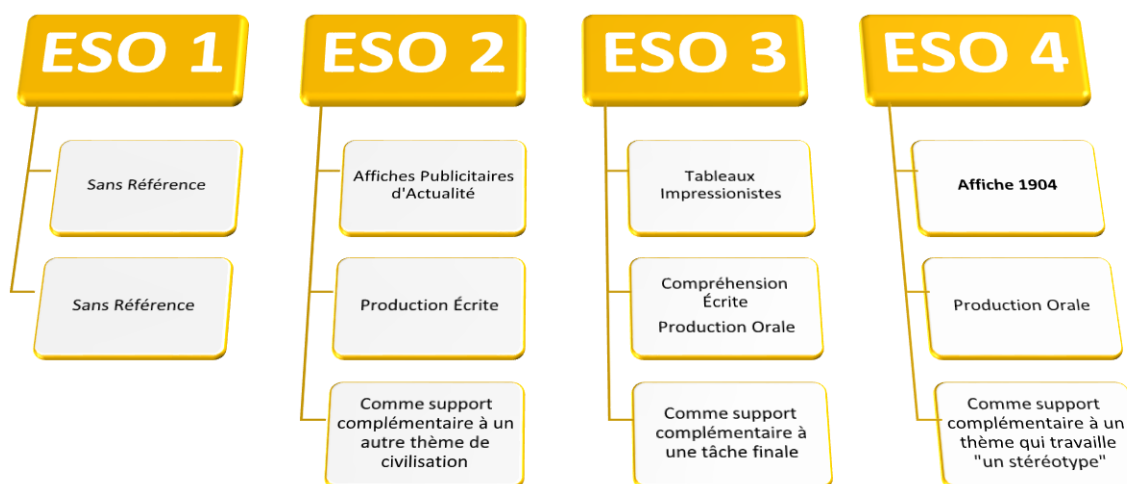 ESO 1
Sans Référence
Sans Référence
ESO 2
Affiches Publicitaires
d'Actualité
Production Écrite
Comme support
complémentaire à un
autre thème de
civilisation
ESO 3
Tableaux
Impressionistes
Compréhension
Écrite
Production Orale
Comme support
complémentaire à
une tâche finale
ESO 4
Affiche 1904
Production Orale
Comme support
complémentaire à un
thème qui travaille
"un stéréotype"